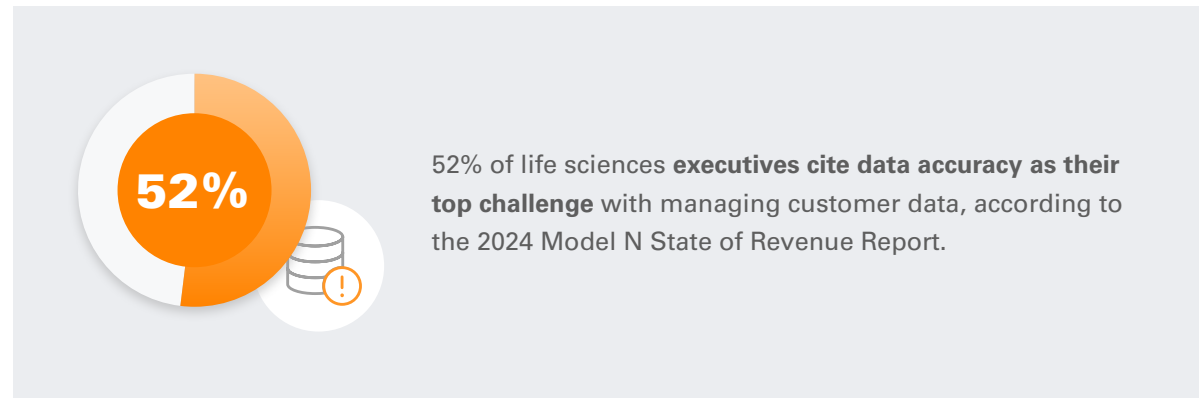 52%
52% of life sciences executives cite data accuracy as their
top challenge with managing customer data, according to
the 2024 Model N State of Revenue Report.